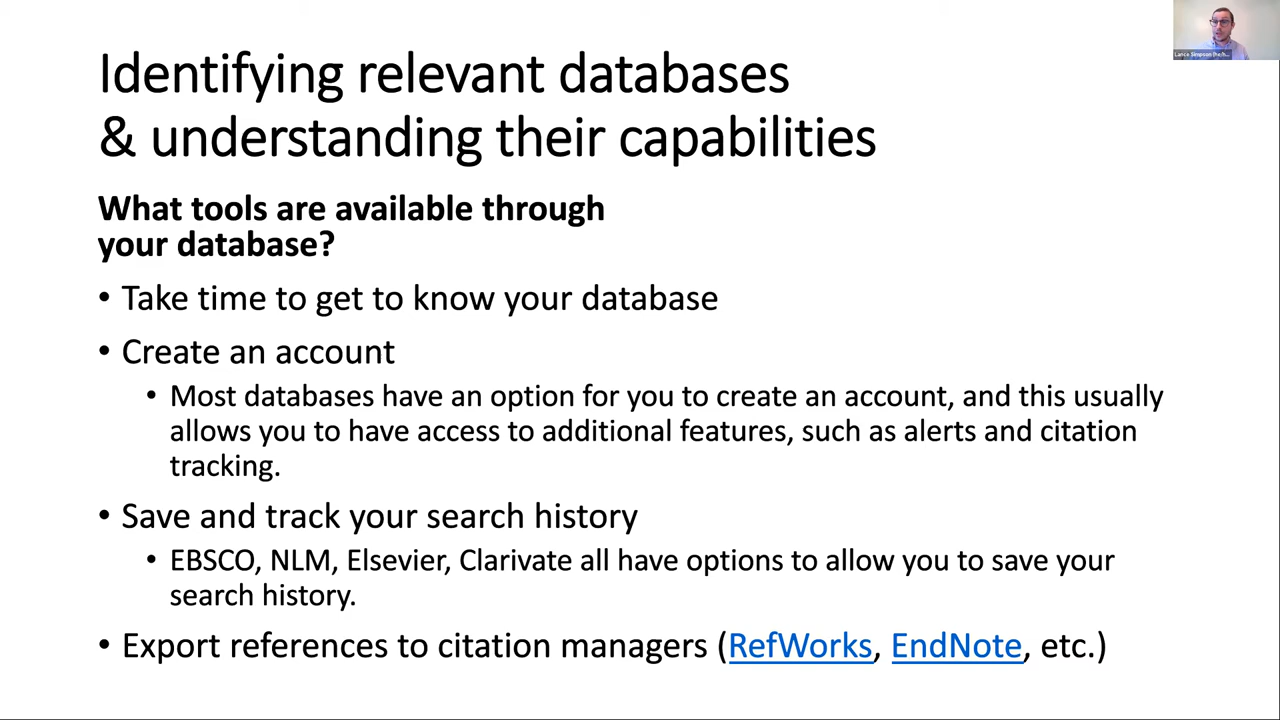 Identifying relevant databases
& understanding their capabilities
What tools are available through
your database?
• Take time to get to know your database
• Create an account
• Most databases have an option for you to create an account, and this usually
allows you to have access to additional features, such as alerts and citation
tracking.
• Save and track your search history
• EBSCO, NLM, Elsevier, Clarivate all have options to allow you to save your
search history.
• Export references to citation managers (RefWorks, EndNote, etc.)
Lance Simpson